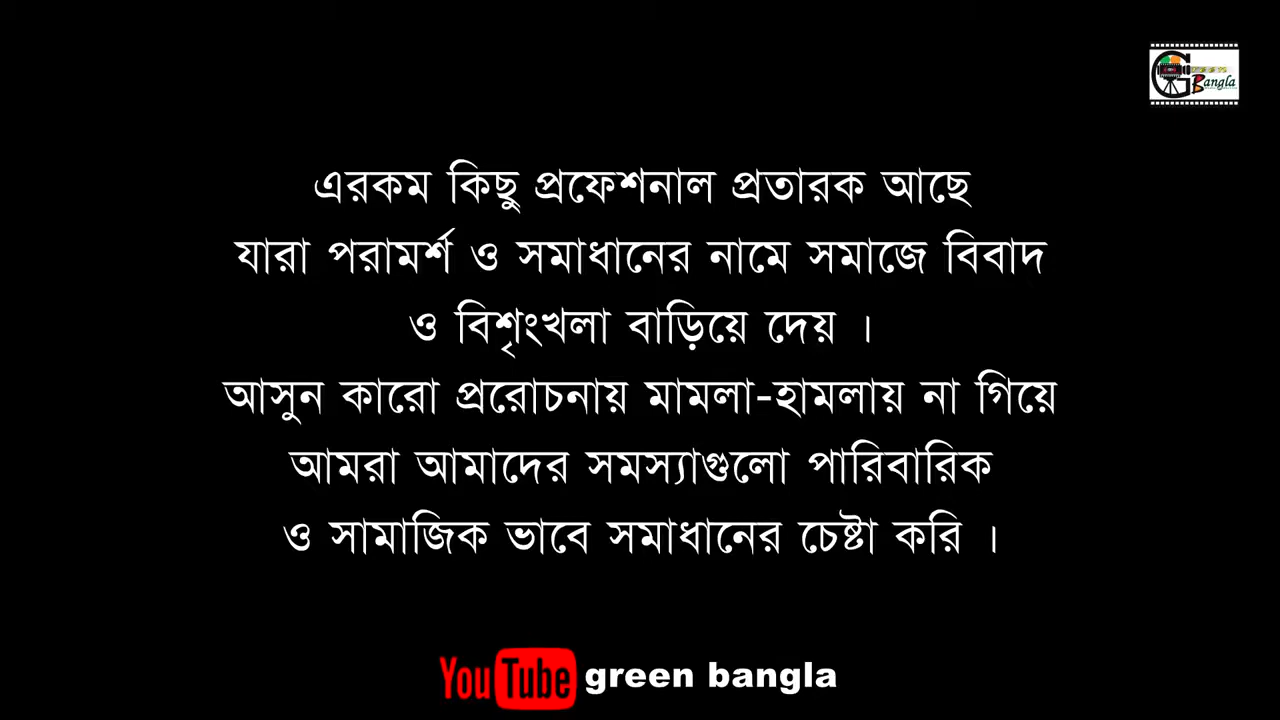 এরকম কিছু প্রফেশনাল প্রতারক আছে
যারা পরামর্শ ও সমাধানের নামে সমাজে বিবাদ
ও বিশৃংখলা বাড়িয়ে দেয় ।
আসুন কারো প্ররোচনায় মামলা-হামলায় না গিয়ে
আমরা আমাদের সমস্যাগুলো পারিবারিক
ও সামাজিক ভাবে সমাধানের চেষ্টা করি ।
YouTube green bangla
Bangla